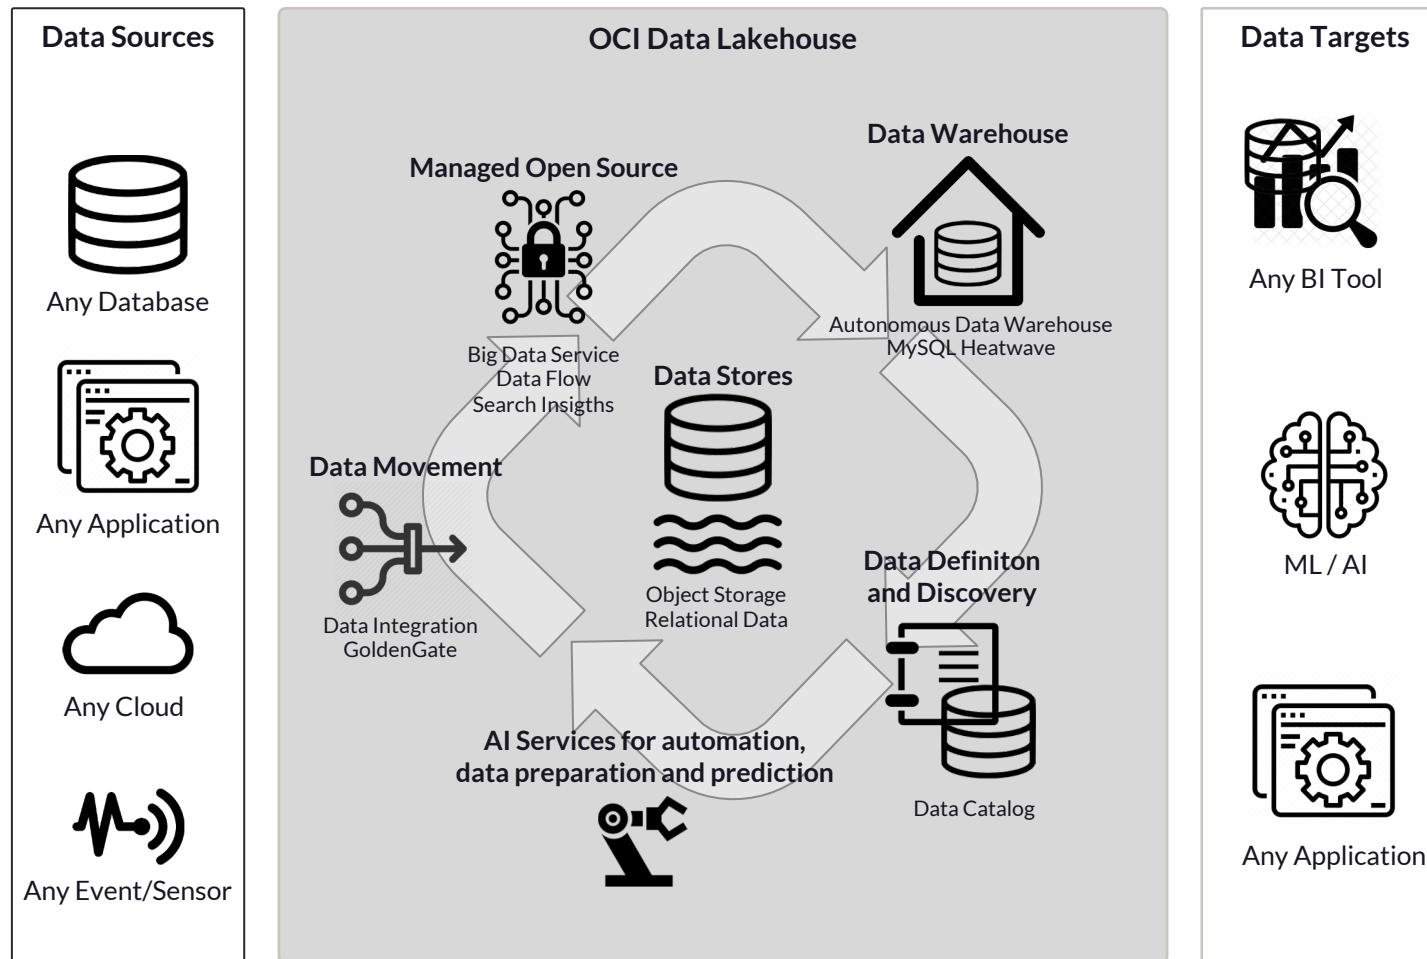 Data Sources
Any Database
Any Application
Any Cloud
Any Event/Sensor
OCI Data Lakehouse
Managed Open Source
Big Data Service
Data Flow
Search Insigths
Data Warehouse
Autonomous Data Warehouse
MySQL Heatwave
Data Stores
Object Storage
Relational Data
Data Movement
Data Integration
GoldenGate
Data Definiton
and Discovery
Data Catalog
AI Services for automation,
data preparation and prediction
Data Targets
Any BI Tool
ML / AI
Any Application